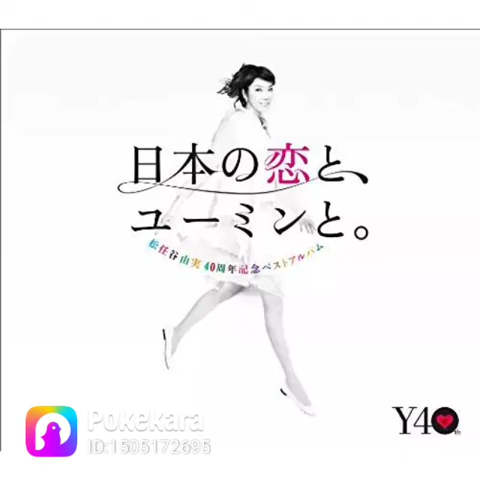 日本の恋と、
ユーミンと。
松任谷由実40周年記念ベストアルバム
Y40th
Pokekara
ID:1505172695